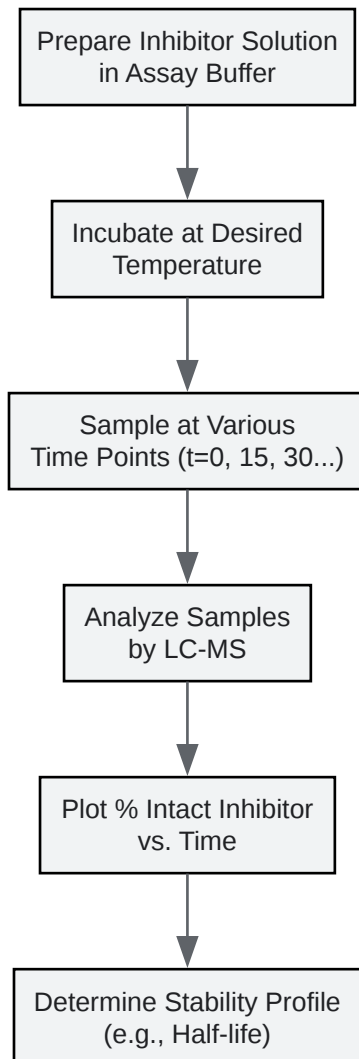 Prepare Inhibitor Solution
in Assay Buffer
Incubate at Desired
Temperature
Sample at Various
Time Points (t=0, 15, 30...)
Analyze Samples
by LC-MS
Plot % Intact Inhibitor
vs. Time
Determine Stability Profile
(e.g., Half-life)